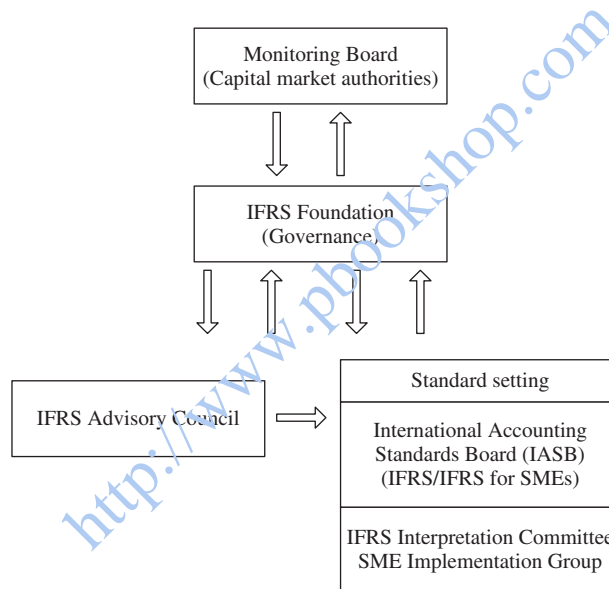 Monitoring Board
(Capital market authorities)
IFRS Foundation
(Governance)
IFRS Advisory Council
Standard setting
International Accounting
Standards Board (IASB)
(IFRS/IFRS for SMEs)
IFRS Interpretation Committee
SME Implementation Group
http://www.pbookshop.com